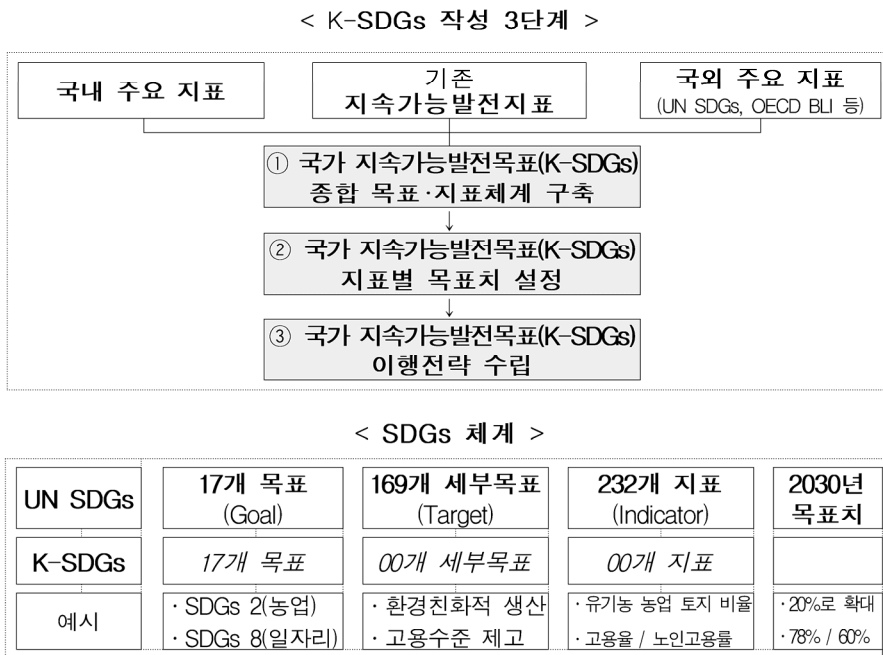 < K-SDGs 작성 3단계 >
국내 주요 지표
기존
지속가능발전지표
국외 주요 지표
(UN SDGs, OECD BLI 등)
① 국가 지속가능발전목표(K-SDGs)
종합 목표·지표체계 구축
↓
② 국가 지속가능발전목표(K-SDGs)
지표별 목표치 설정
↓
③ 국가 지속가능발전목표(K-SDGs)
이행전략 수립
< SDGs 체계 >
UN SDGs
17개 목표
(Goal)
169개 세부목표
(Target)
232개 지표
(Indicator)
2030년
목표치
K-SDGs
17개 목표
00개 세부목표
00개 지표
예시
· SDGs 2(농업)
· SDGs 8(일자리)
· 환경친화적 생산
· 고용수준 제고
· 유기농 농업 토지 비율
· 고용율 / 노인고용률
· 20%로 확대
· 78% / 60%